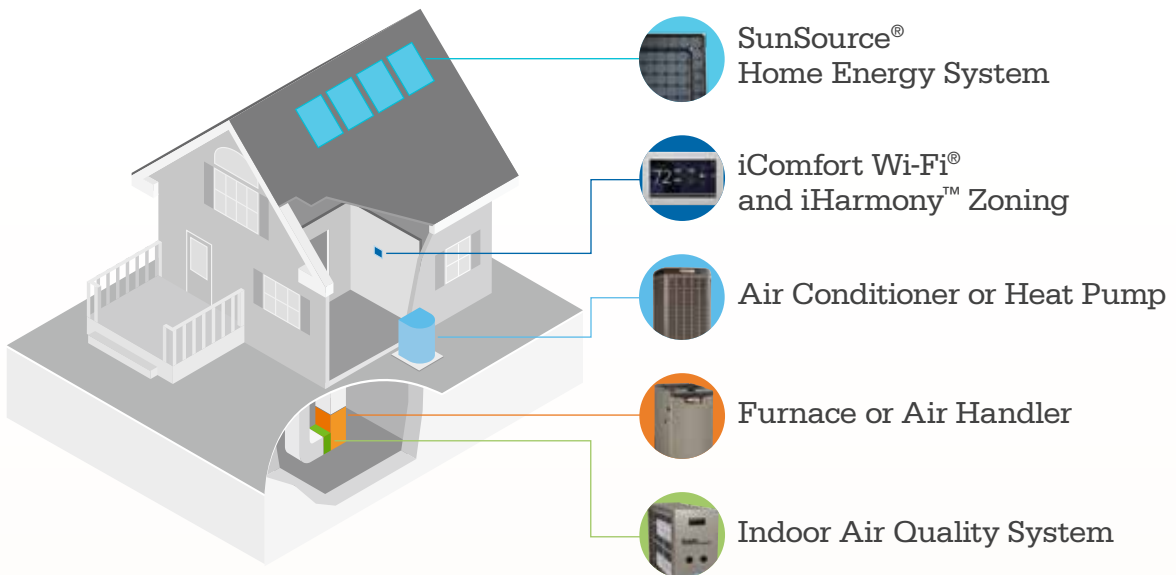 SunSource®
Home Energy System
72
iComfort Wi-Fi®
and iHarmony™ Zoning
Air Conditioner or Heat Pump
Furnace or Air Handler
Indoor Air Quality System